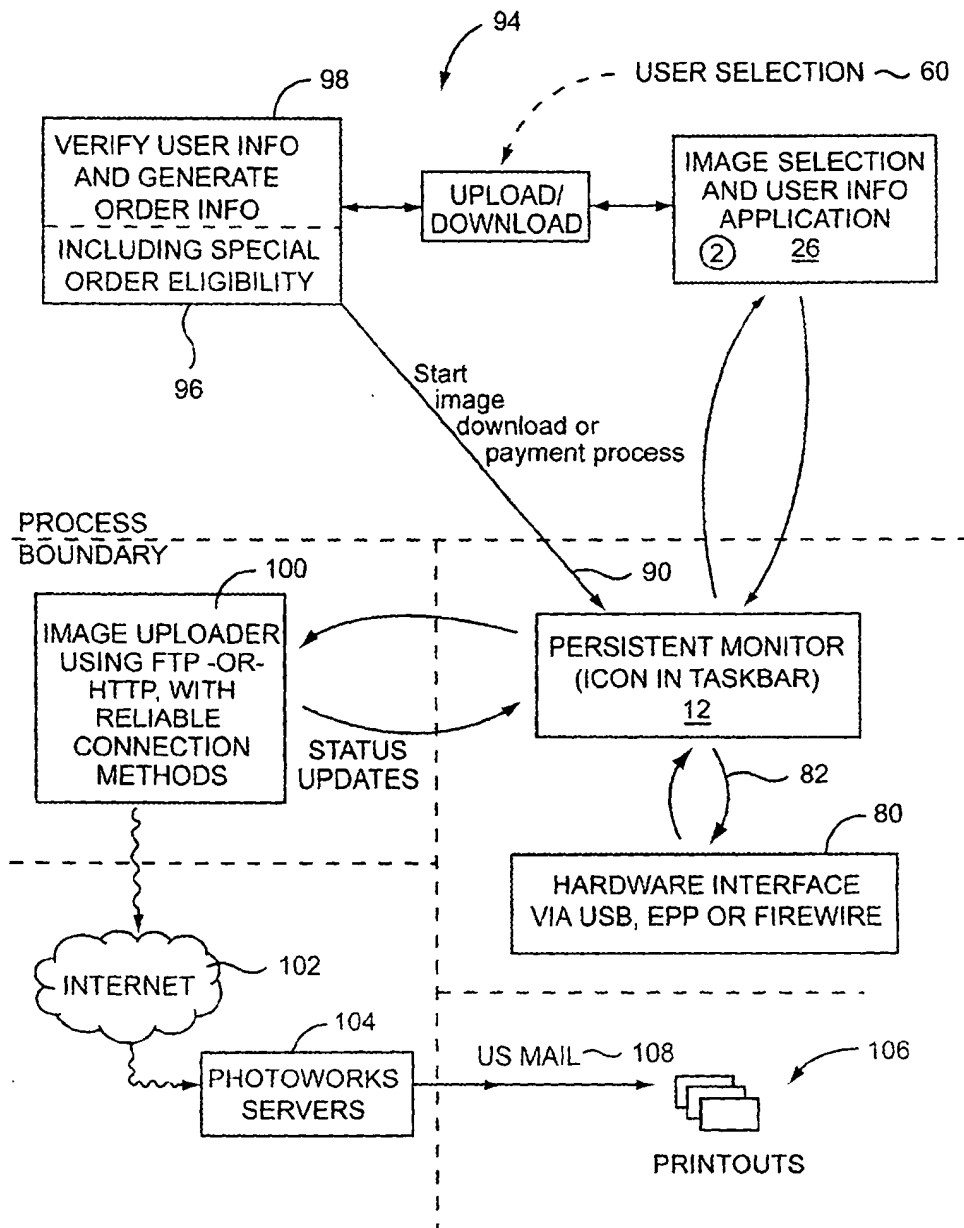 94
USER SELECTION ~ 60
98
VERIFY USER INFO
AND GENERATE
ORDER INFO
INCLUDING SPECIAL
ORDER ELIGIBILITY
96
UPLOAD/
DOWNLOAD
IMAGE SELECTION
AND USER INFO
APPLICATION
2
26
Start
image
download or
payment process
PROCESS
BOUNDARY
90
100
IMAGE UPLOADER
USING FTP -OR-
HTTP, WITH
RELIABLE
CONNECTION
METHODS
STATUS
UPDATES
PERSISTENT MONITOR
(ICON IN TASKBAR)
12
82
80
HARDWARE INTERFACE
VIA USB, EPP OR FIREWIRE
INTERNET
102
104
PHOTOWORKS
SERVERS
US MAIL ~ 108
106
PRINTOUTS